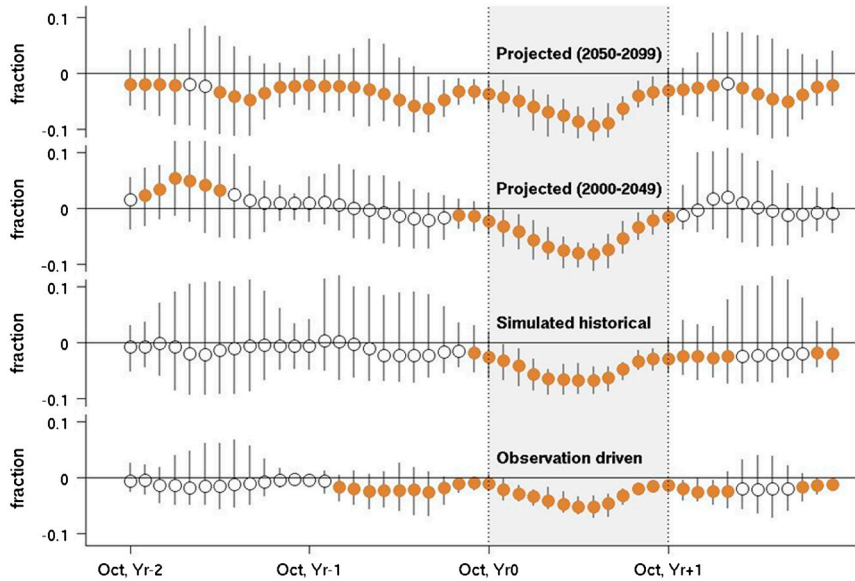 0.1
fraction
0
Projected (2050-2099)
-0.1
0.1
fraction
0
Projected (2000-2049)
-0.1
0.1
fraction
0
Simulated historical
-0.1
0.1
fraction
0
Observation driven
-0.1
Oct, Yr-2 Oct, Yr-1 Oct, Yr0 Oct, Yr+1